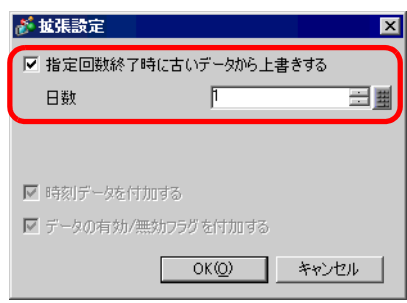 拡張設定
指定回数終了時に古いデータから上書きする
日数 1
時刻データを付加する
データの有効/無効フラグを付加する
OK(O) キャンセル